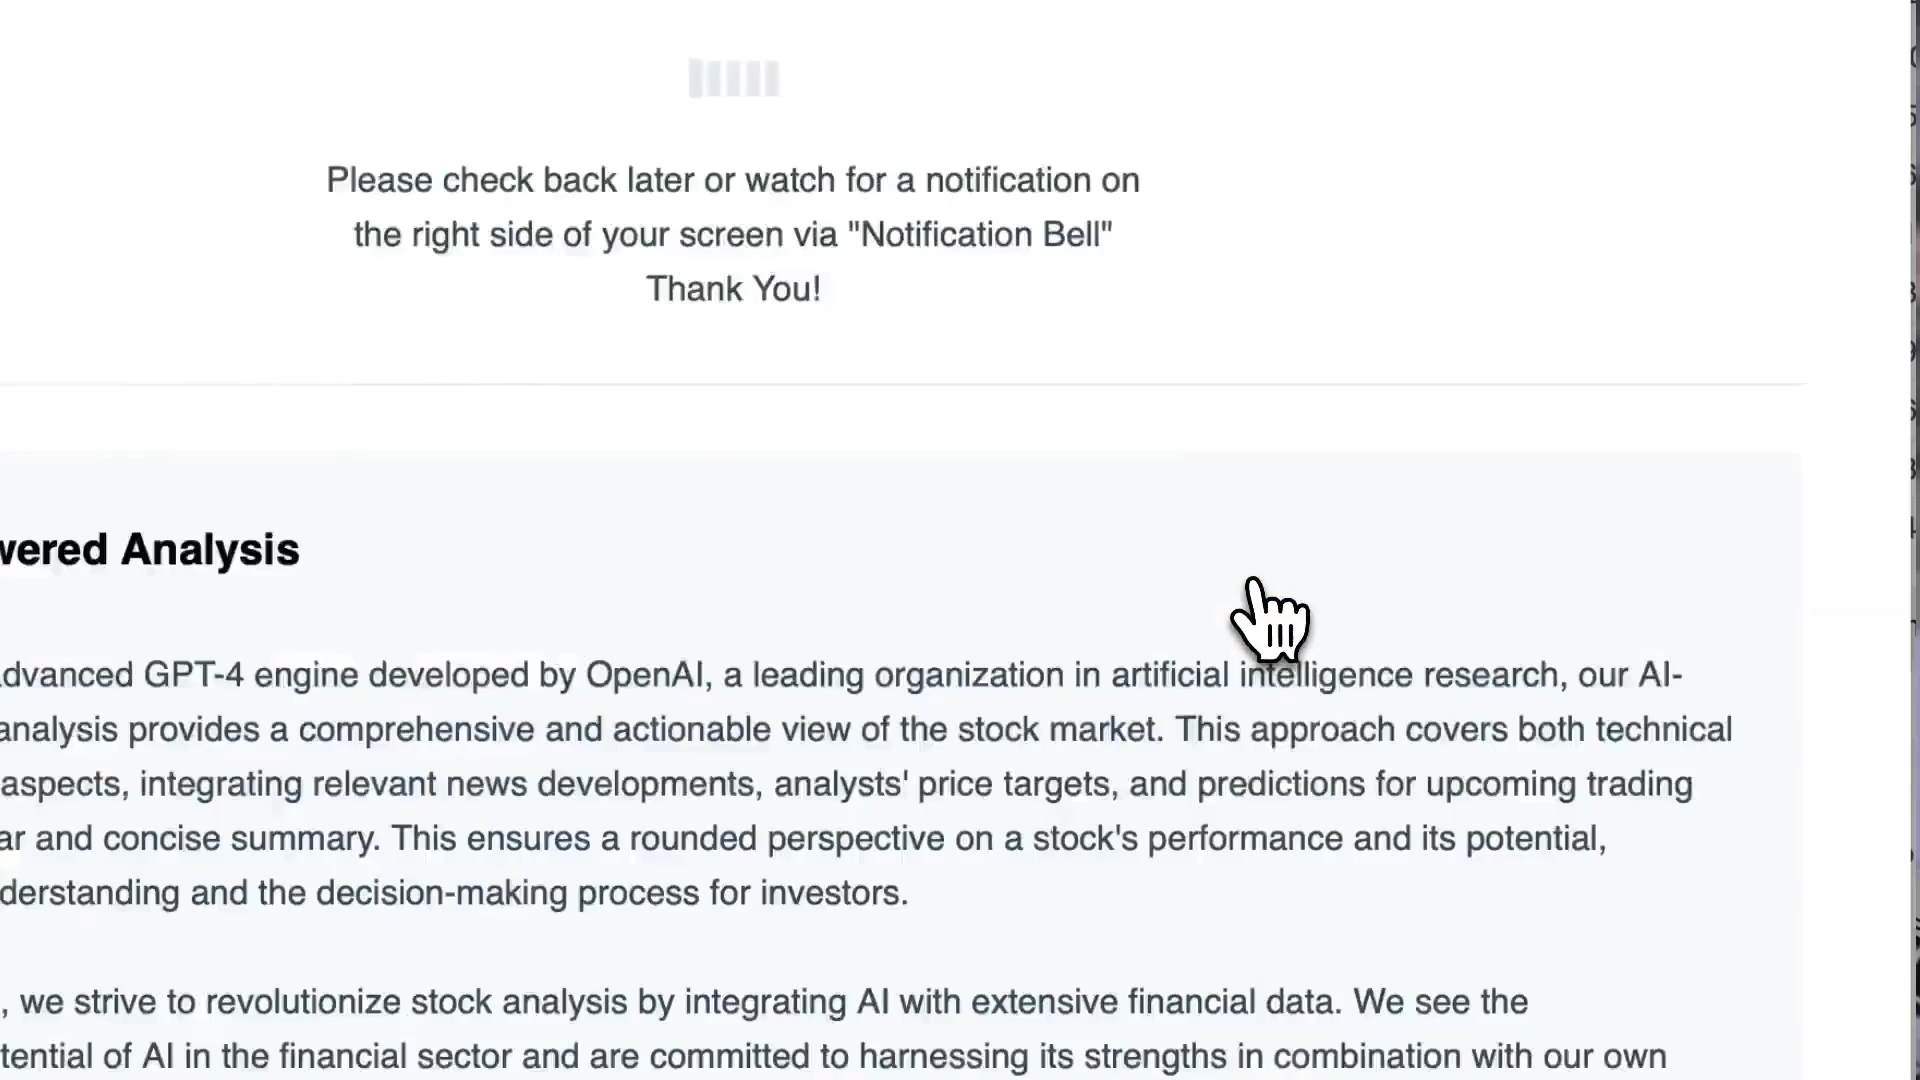 Please check back later or watch for a notification on
the right side of your screen via "Notification Bell"
Thank You!
wered Analysis
dvanced GPT-4 engine developed by OpenAI, a leading organization in artificial intelligence research, our AI-
analysis provides a comprehensive and actionable view of the stock market. This approach covers both technical
aspects, integrating relevant news developments, analysts' price targets, and predictions for upcoming trading
ar and concise summary. This ensures a rounded perspective on a stock's performance and its potential,
derstanding and the decision-making process for investors.
, we strive to revolutionize stock analysis by integrating AI with extensive financial data. We see the
tential of AI in the financial sector and are committed to harnessing its strengths in combination with our own